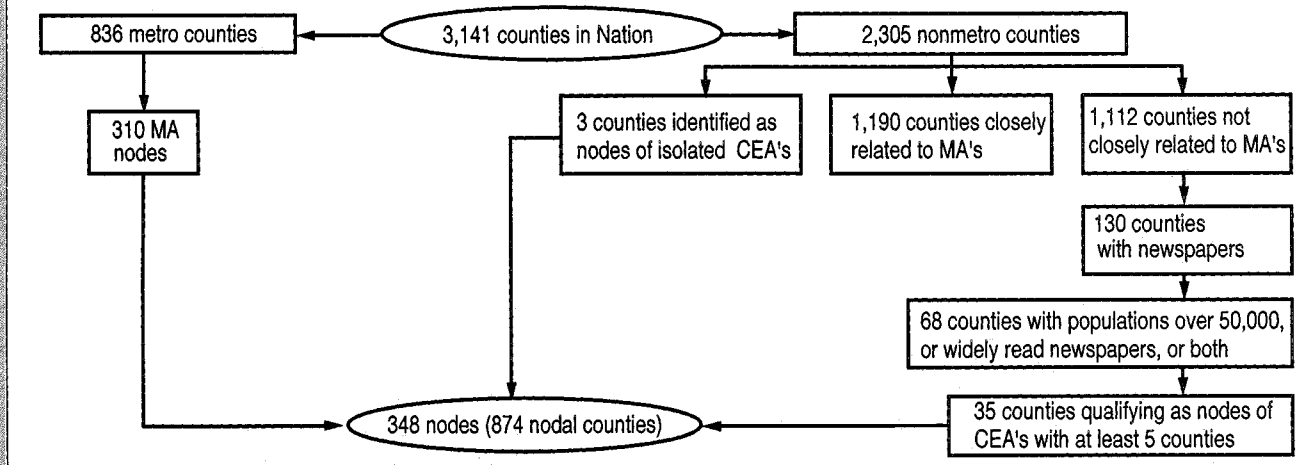 836 metro counties
3,141 counties in Nation
2,305 nonmetro counties
310 MA
nodes
3 counties identified as
nodes of isolated CEA's
1,190 counties closely
related to MA's
1,112 counties not
closely related to MA's
130 counties
with newspapers
68 counties with populations over 50,000,
or widely read newspapers, or both
348 nodes (874 nodal counties)
35 counties qualifying as nodes of
CEA's with at least 5 counties